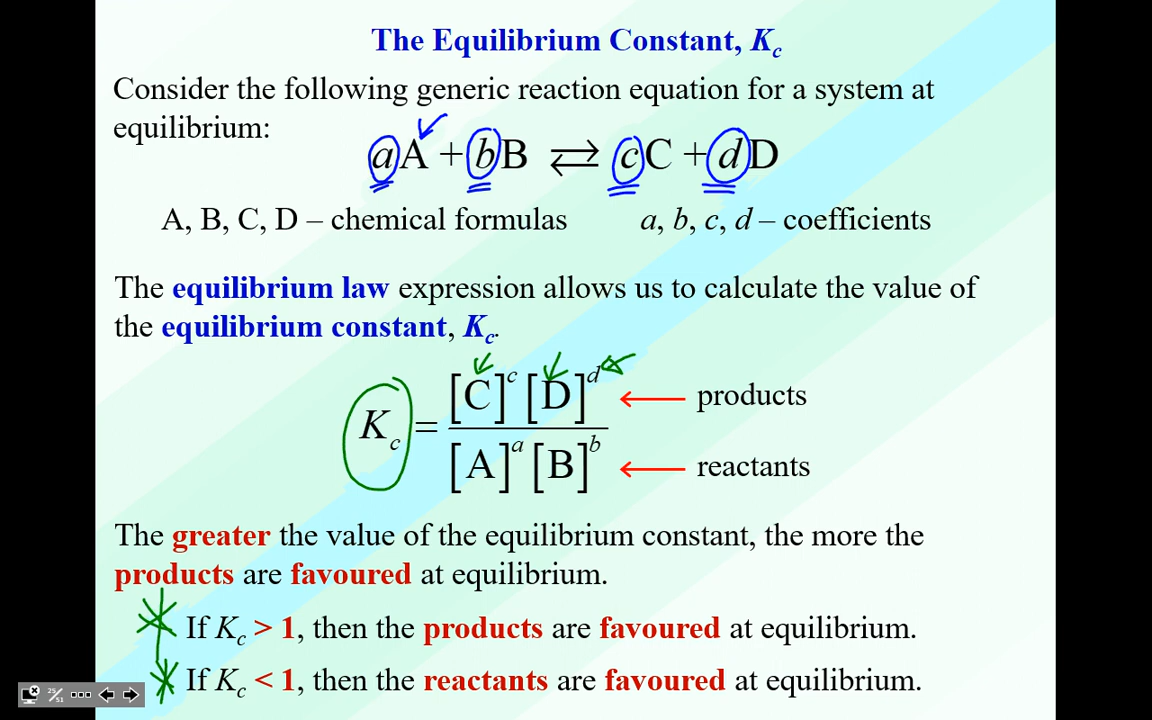 The Equilibrium Constant, Kc
Consider the following generic reaction equation for a system at
equilibrium:
aA + bB ⇌ cC + dD
A, B, C, D – chemical formulas a, b, c, d – coefficients
The equilibrium law expression allows us to calculate the value of
the equilibrium constant, Kc.
Kc = [C]^c [D]^d / [A]^a [B]^b
← products
← reactants
The greater the value of the equilibrium constant, the more the
products are favoured at equilibrium.
If Kc > 1, then the products are favoured at equilibrium.
If Kc < 1, then the reactants are favoured at equilibrium.
25/51